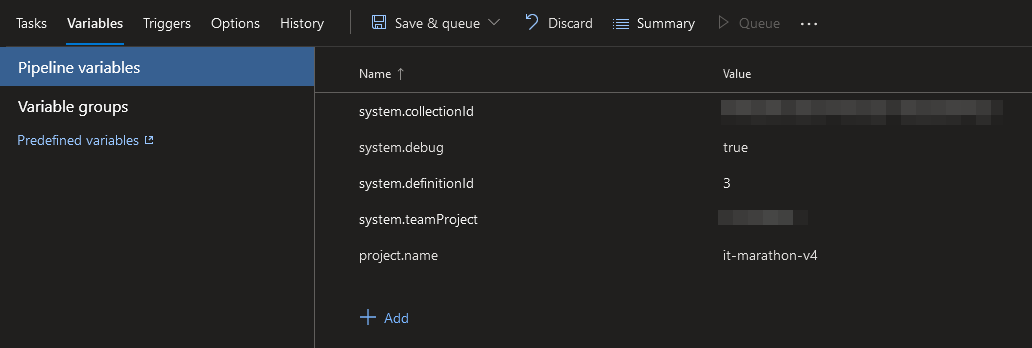 Tasks Variables Triggers Options History Save & queue Discard Summary Queue ...
Pipeline variables
Variable groups
Predefined variables
Name ↑ Value
system.collectionId
system.debug true
system.definitionId 3
system.teamProject
project.name it-marathon-v4
+ Add